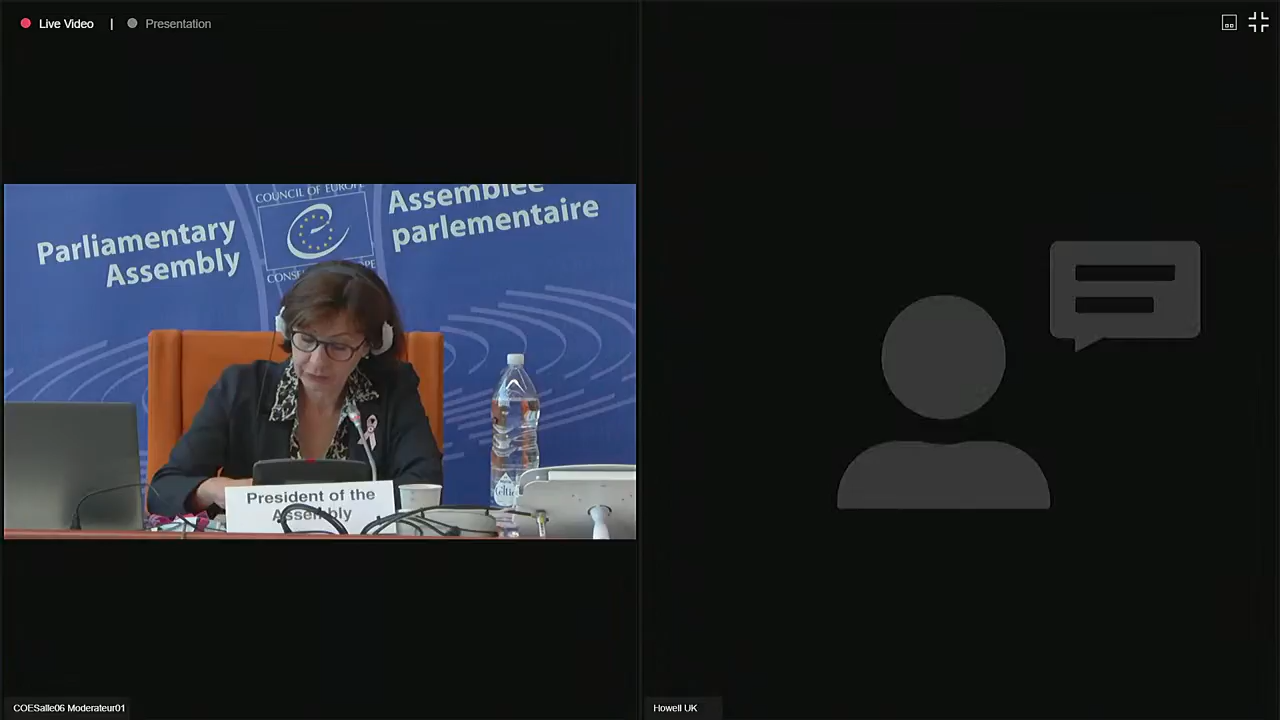 Live Video | Presentation
COUNCIL OF EUROPE
Parliamentary
Assembly
Assemblée
parlementaire
President of the
Assembly
COESalle06 Moderateur01
Howell UK